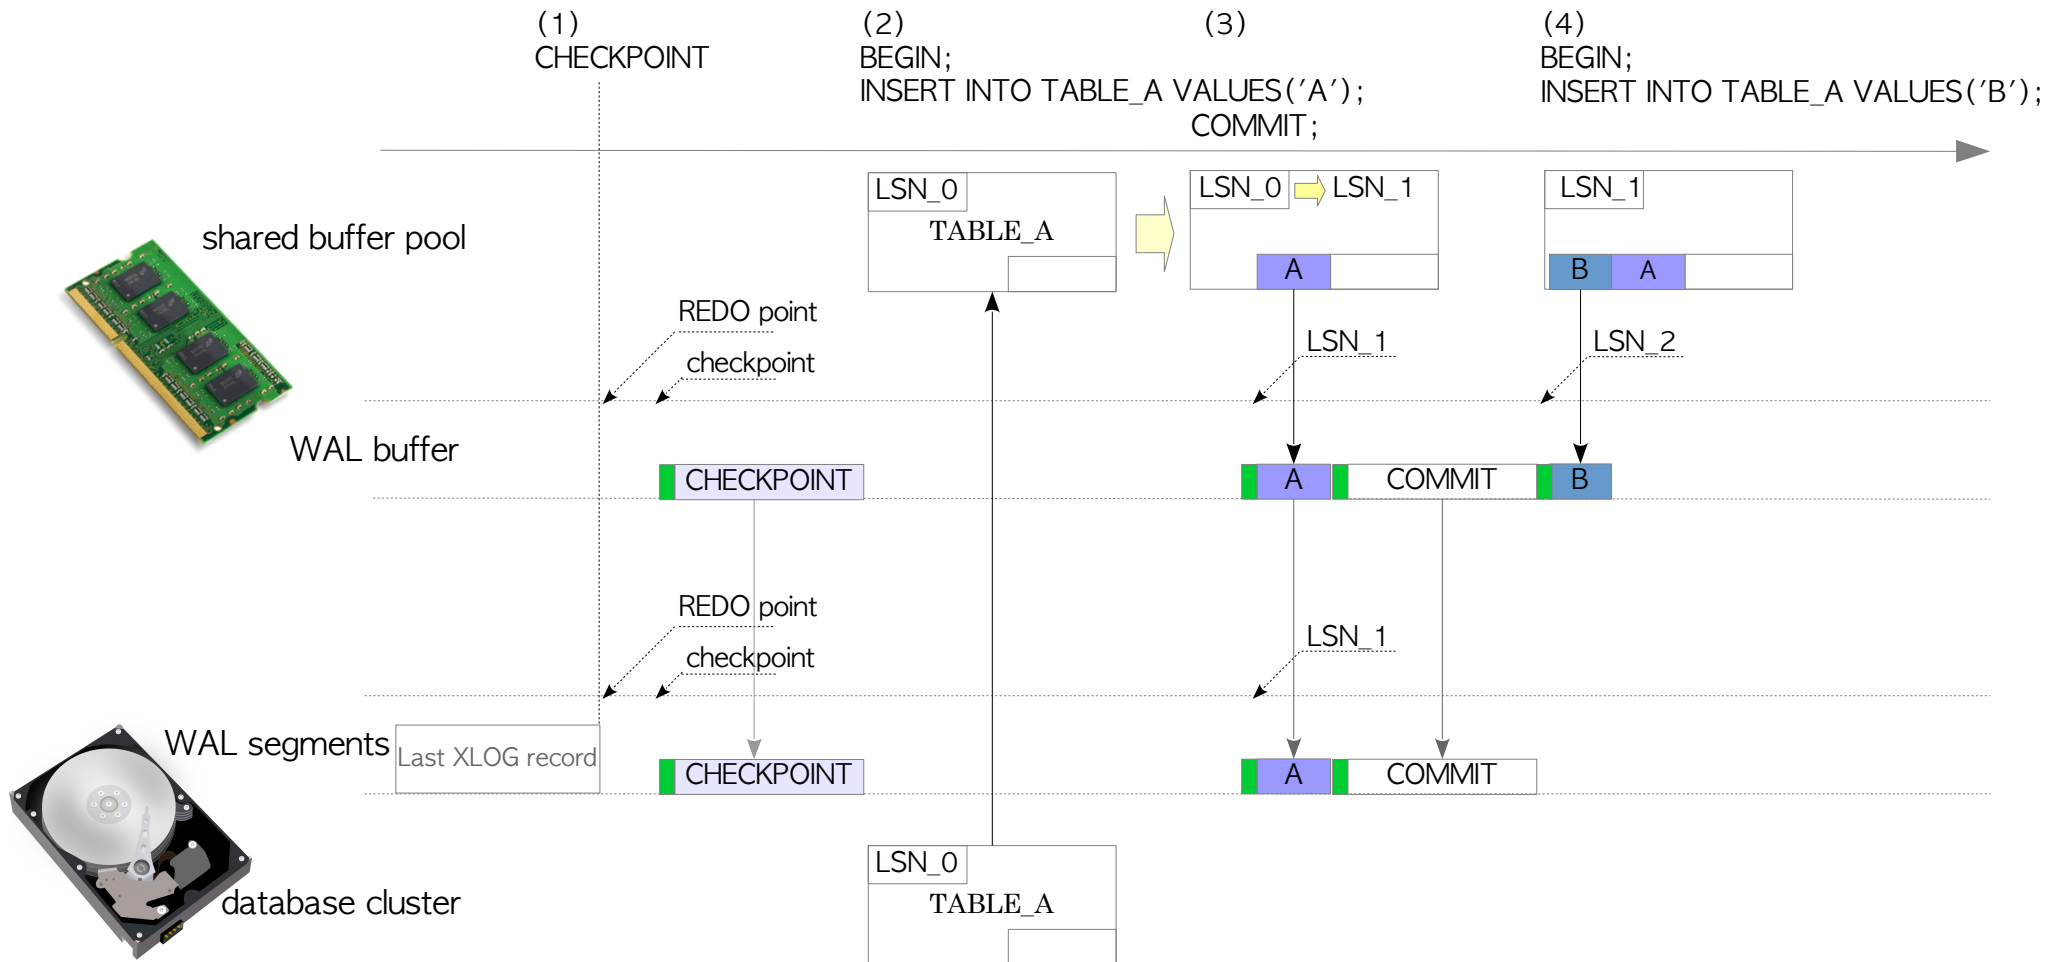 (1)
CHECKPOINT
(2)
BEGIN;
INSERT INTO TABLE_A VALUES('A');
(3)
COMMIT;
(4)
BEGIN;
INSERT INTO TABLE_A VALUES('B');
shared buffer pool
LSN_0
TABLE_A
LSN_0 LSN_1
A
LSN_1
B A
REDO point
checkpoint
LSN_1
LSN_2
WAL buffer
CHECKPOINT
A COMMIT B
REDO point
checkpoint
LSN_1
WAL segments
Last XLOG record
CHECKPOINT
A COMMIT
database cluster
LSN_0
TABLE_A